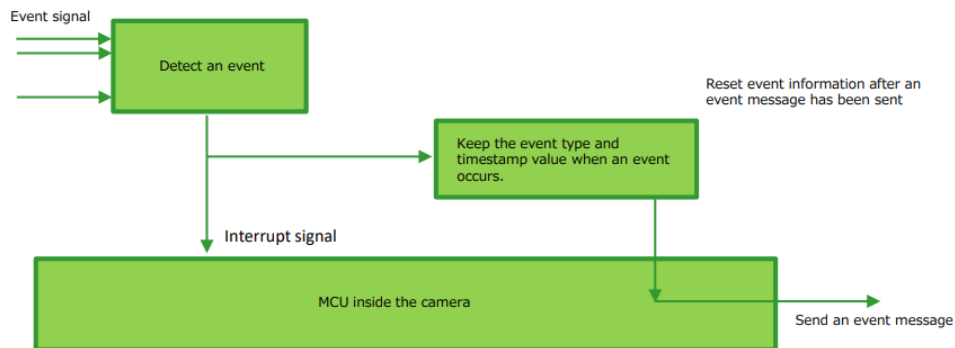 Event signal
Detect an event
Reset event information after an
event message has been sent
Keep the event type and
timestamp value when an event
occurs.
Interrupt signal
MCU inside the camera
Send an event message